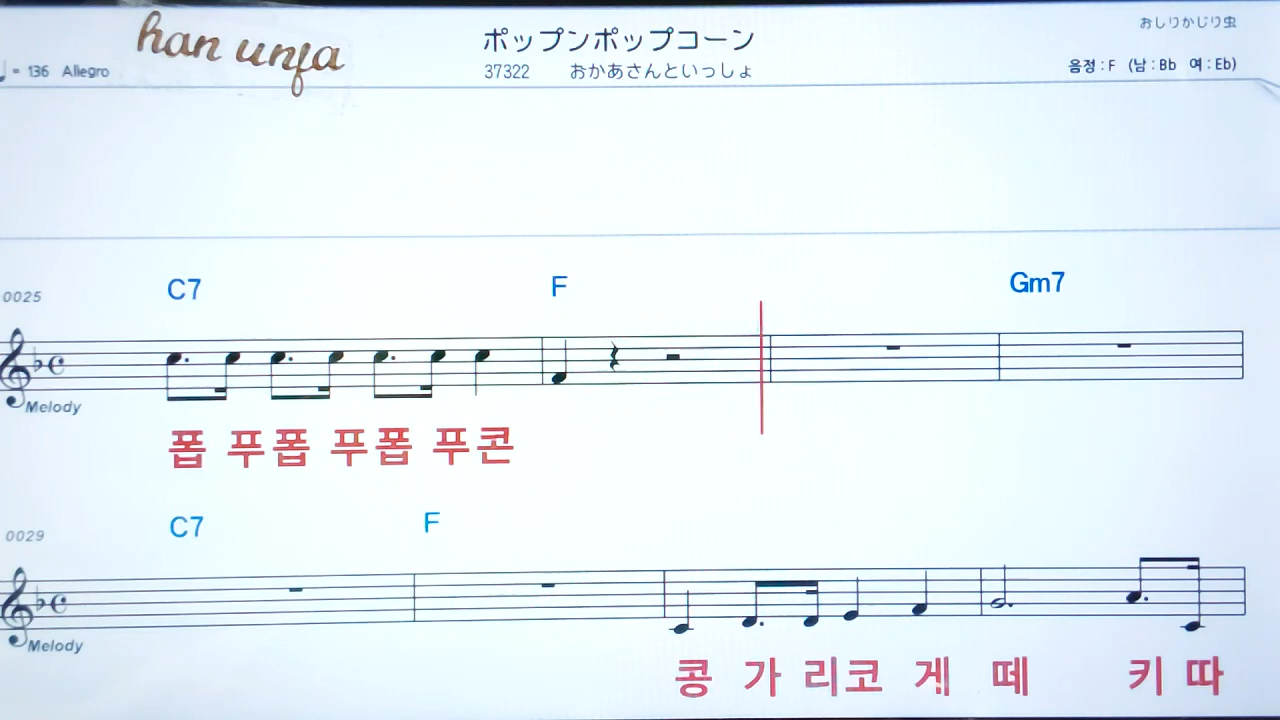 han unja
ポップンポップコーン
おしりかじり虫
= 136 Allegro
37322 おかあさんといっしょ
음정 : F (남 : Bb 여 : Eb)
0025
C7 F Gm7
Melody
폽 푸폽 푸폽 푸콘
0029
C7 F
Melody
콩 가 리코 게 떼 키 따